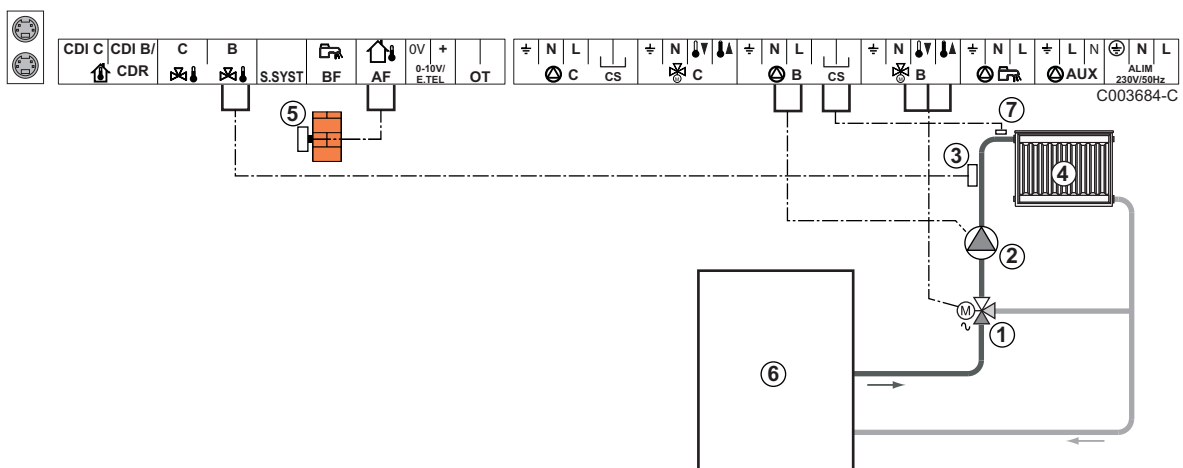 CDI C CDI B/ C B 0V +
CDR S.SYST BF AF 0-10V/ E.TEL OT
N L N N L N N L L N N L
C CS C B CS B AUX ALIM 230V/50Hz
C003684-C
5
7
3
4
2
M
1
6